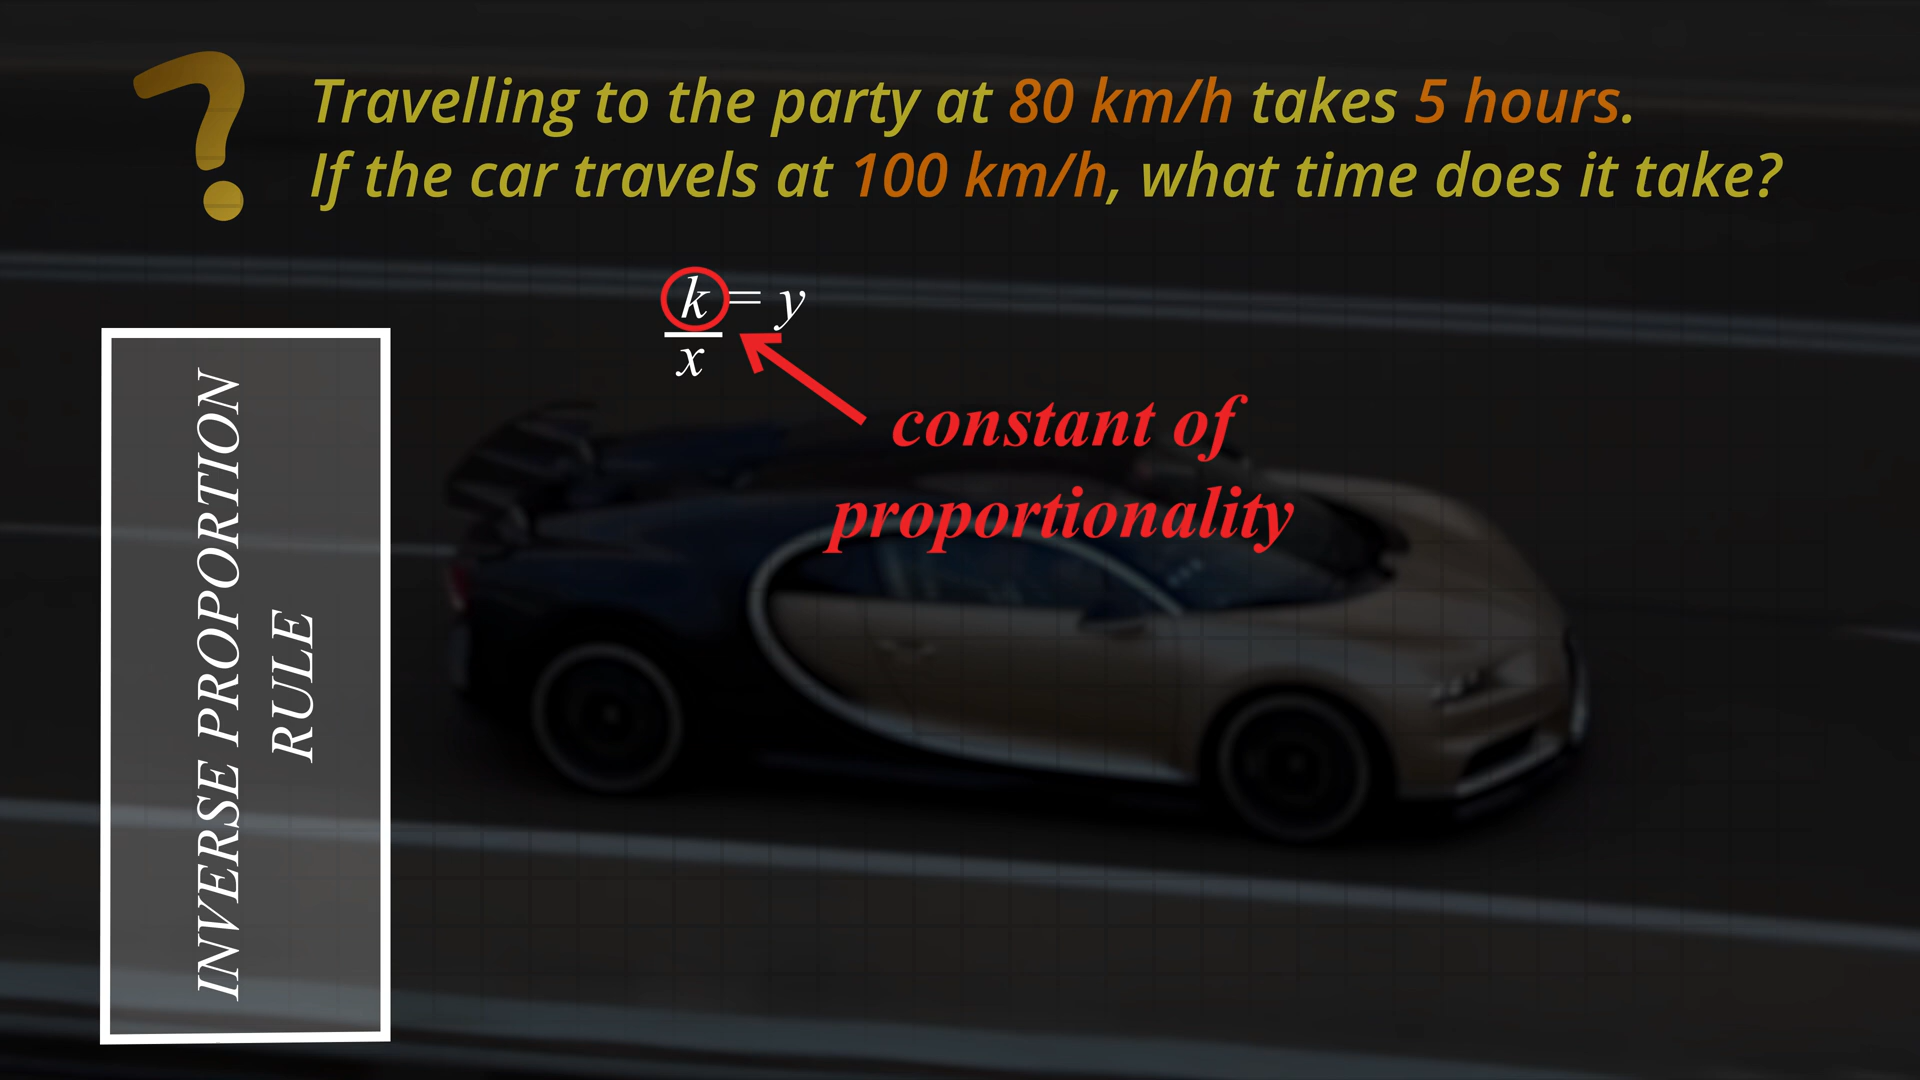 ?
Travelling to the party at 80 km/h takes 5 hours.
If the car travels at 100 km/h, what time does it take?
k = y
x
constant of
proportionality
INVERSE PROPORTION
RULE